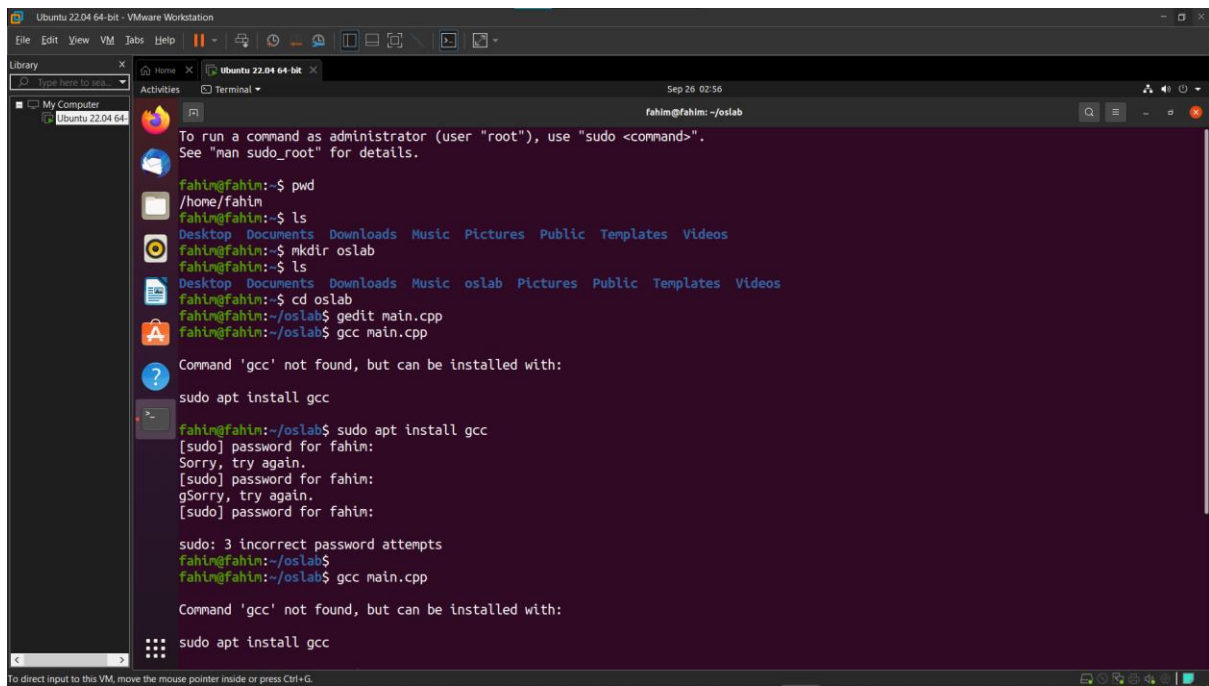 Ubuntu 22.04 64-bit - VMware Workstation
File Edit View VM Tabs Help
Library
Type here to sea...
My Computer
Ubuntu 22.04 64-
Home
Ubuntu 22.04 64-bit
Activities
Terminal
Sep 26 02:56
fahim@fahim: ~/oslab
To run a command as administrator (user "root"), use "sudo <command>".
See "man sudo_root" for details.
fahim@fahim:~$ pwd
/home/fahim
fahim@fahim:~$ ls
Desktop Documents Downloads Music Pictures Public Templates Videos
fahim@fahim:~$ mkdir oslab
fahim@fahim:~$ ls
Desktop Documents Downloads Music oslab Pictures Public Templates Videos
fahim@fahim:~$ cd oslab
fahim@fahim:~/oslab$ gedit main.cpp
fahim@fahim:~/oslab$ gcc main.cpp
Command 'gcc' not found, but can be installed with:
sudo apt install gcc
fahim@fahim:~/oslab$ sudo apt install gcc
[sudo] password for fahim:
Sorry, try again.
[sudo] password for fahim:
gSorry, try again.
[sudo] password for fahim:
sudo: 3 incorrect password attempts
fahim@fahim:~/oslab$
fahim@fahim:~/oslab$ gcc main.cpp
Command 'gcc' not found, but can be installed with:
sudo apt install gcc
To direct input to this VM, move the mouse pointer inside or press Ctrl+G.